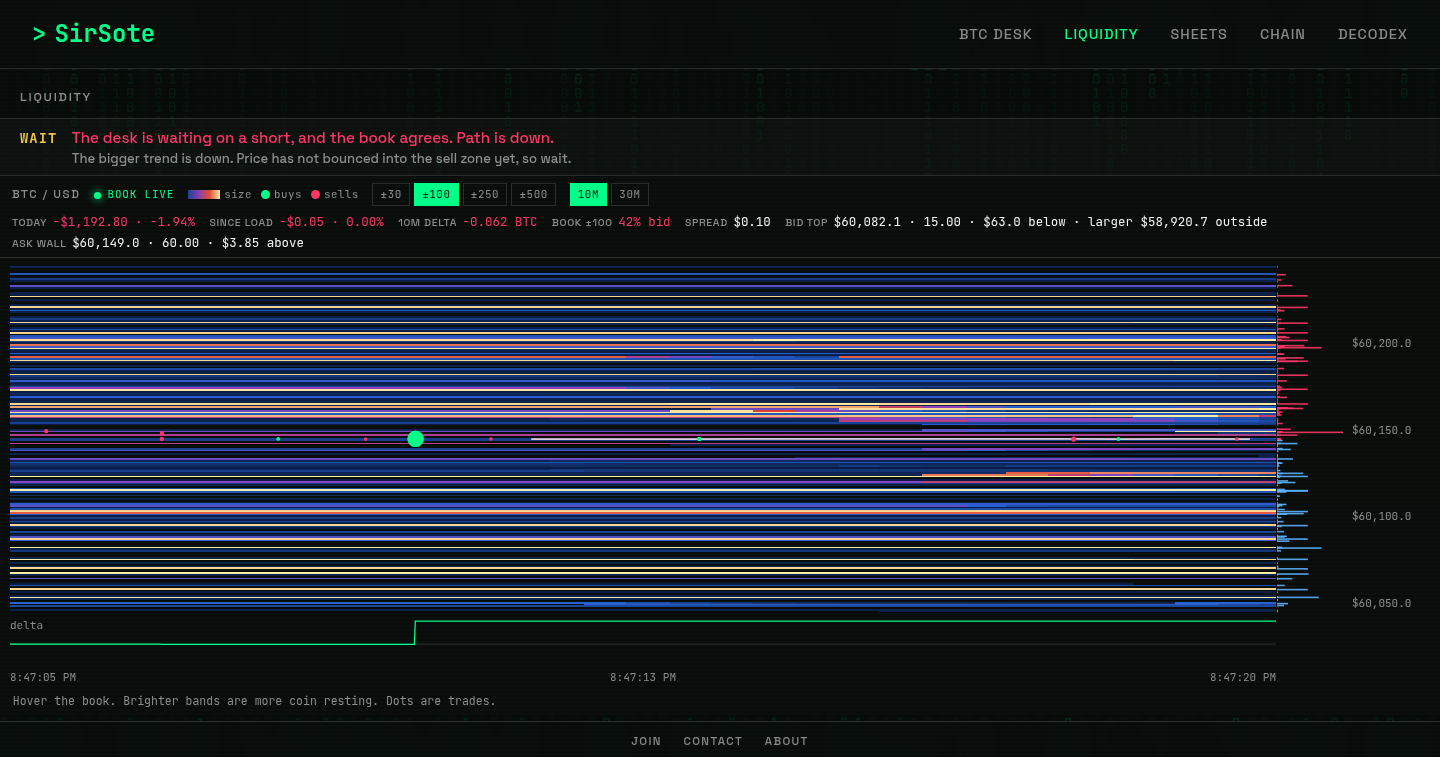 > SirSote
BTC DESK LIQUIDITY SHEETS CHAIN DECODEX
LIQUIDITY
WAIT The desk is waiting on a short, and the book agrees. Path is down.
The bigger trend is down. Price has not bounced into the sell zone yet, so wait.
BTC / USD BOOK LIVE size buys sells ±30 ±100 ±250 ±500 10M 30M
TODAY -$1,192.80 · -1.94% SINCE LOAD -$0.05 · 0.00% 10M DELTA -0.062 BTC BOOK ±100 42% bid SPREAD $0.10 BID TOP $60,082.1 · 15.00 · $63.0 below · larger $58,920.7 outside
ASK WALL $60,149.0 · 60.00 · $3.85 above
$60,200.0
$60,150.0
$60,100.0
$60,050.0
delta
8:47:05 PM 8:47:13 PM 8:47:20 PM
Hover the book. Brighter bands are more coin resting. Dots are trades.
JOIN CONTACT ABOUT